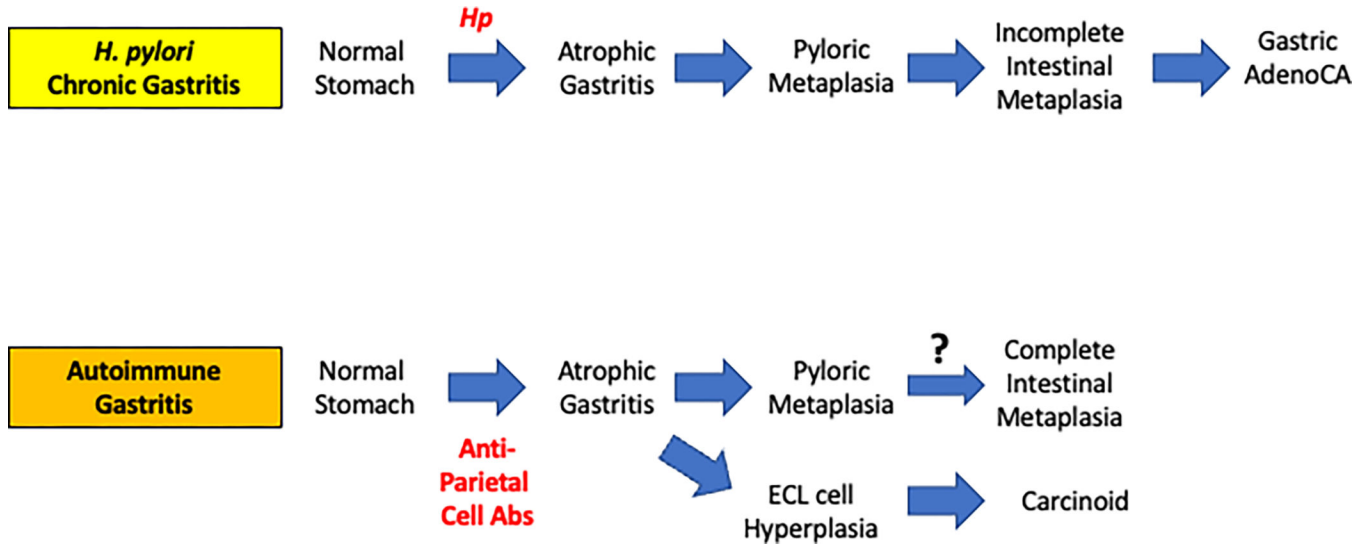 H. pylori
Chronic Gastritis
Normal
Stomach
Hp
Atrophic
Gastritis
Pyloric
Metaplasia
Incomplete
Intestinal
Metaplasia
Gastric
AdenoCA
Autoimmune
Gastritis
Normal
Stomach
Anti-
Parietal
Cell Abs
Atrophic
Gastritis
Pyloric
Metaplasia
?
Complete
Intestinal
Metaplasia
ECL cell
Hyperplasia
Carcinoid